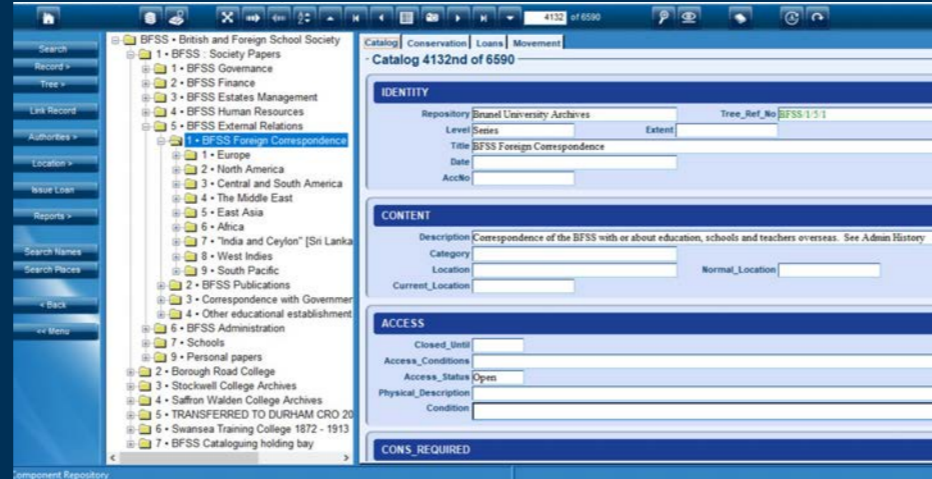 4132 of 6590
Search
Record >
Tree >
Link Record
Authorities >
Location >
Issue Loan
Reports >
Search Names
Search Places
< Back
<< Menu
BFSS • British and Foreign School Society
1 • BFSS : Society Papers
1 • BFSS Governance
2 • BFSS Finance
3 • BFSS Estates Management
4 • BFSS Human Resources
5 • BFSS External Relations
1 • BFSS Foreign Correspondence
1 • Europe
2 • North America
3 • Central and South America
4 • The Middle East
5 • East Asia
6 • Africa
7 • "India and Ceylon" [Sri Lanka
8 • West Indies
9 • South Pacific
2 • BFSS Publications
3 • Correspondence with Governmer
4 • Other educational establishment
6 • BFSS Administration
7 • Schools
9 • Personal papers
2 • Borough Road College
3 • Stockwell College Archives
4 • Saffron Walden College Archives
5 • TRANSFERRED TO DURHAM CRO 20
6 • Swansea Training College 1872 - 1913
7 • BFSS Cataloguing holding bay
Catalog Conservation Loans Movement
Catalog 4132nd of 6590
IDENTITY
Repository Brunel University Archives Tree_Ref_No BFSS/1/5/1
Level Series Extent
Title BFSS Foreign Correspondence
Date
AccNo
CONTENT
Description Correspondence of the BFSS with or about education, schools and teachers overseas. See Admin History
Category
Location Normal_Location
Current_Location
ACCESS
Closed_Until
Access_Conditions
Access_Status Open
Physical_Description
Condition
CONS_REQUIRED
Component Repository